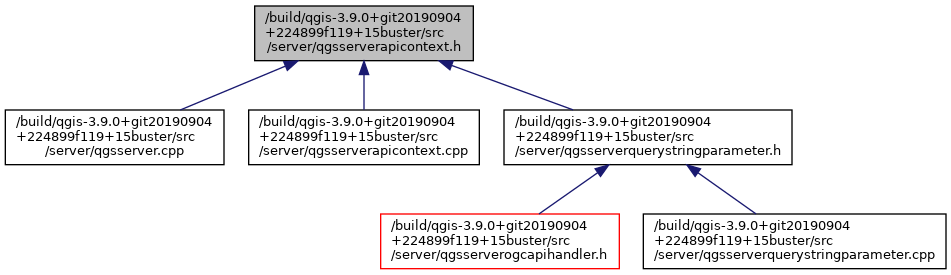 /build/qgis-3.9.0+git20190904
+224899f119+15buster/src
/server/qgsserverapicontext.h
/build/qgis-3.9.0+git20190904
+224899f119+15buster/src
/server/qgsserver.cpp
/build/qgis-3.9.0+git20190904
+224899f119+15buster/src
/server/qgsserverapicontext.cpp
/build/qgis-3.9.0+git20190904
+224899f119+15buster/src
/server/qgsserverquerystringparameter.h
/build/qgis-3.9.0+git20190904
+224899f119+15buster/src
/server/qgsserverogcapihandler.h
/build/qgis-3.9.0+git20190904
+224899f119+15buster/src
/server/qgsserverquerystringparameter.cpp